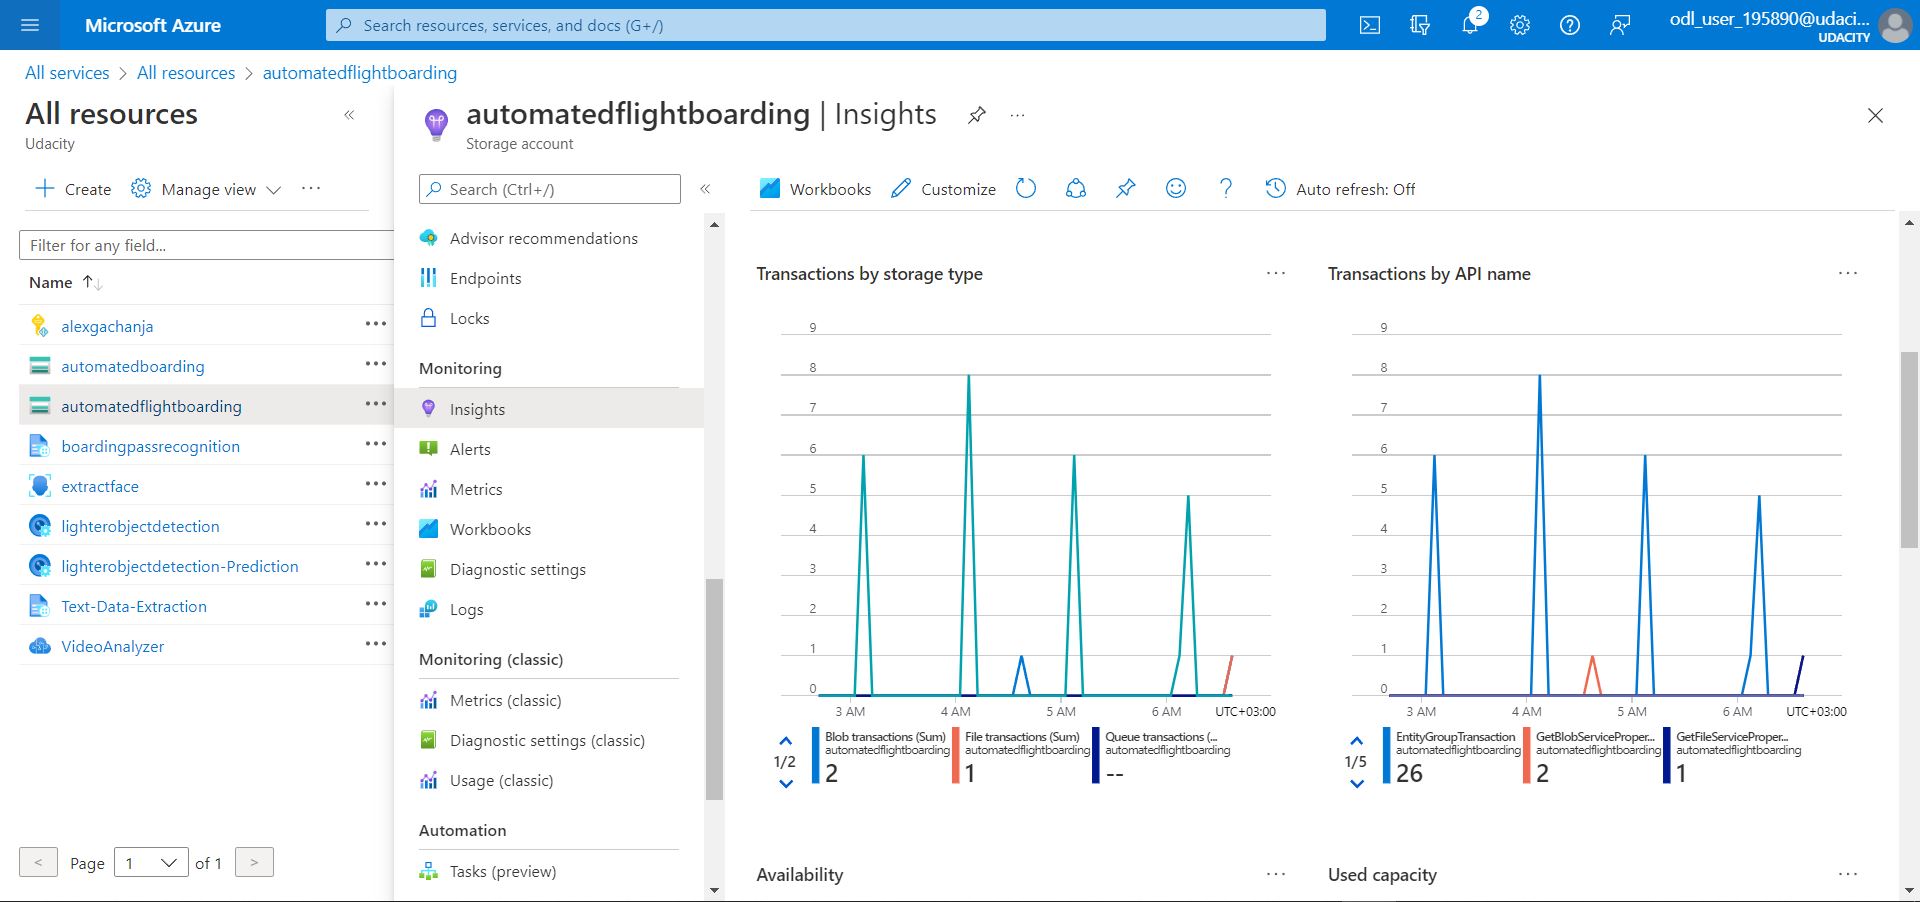 Microsoft Azure
Search resources, services, and docs (G+/)
2
odl_user_195890@udaci...
UDACITY
All services > All resources > automatedflightboarding
All resources
Udacity
Create
Manage view
...
Filter for any field...
Name
alexgachanja
automatedboarding
automatedflightboarding
boardingpassrecognition
extractface
lighterobjectdetection
lighterobjectdetection-Prediction
Text-Data-Extraction
VideoAnalyzer
< Page 1 of 1 >
automatedflightboarding | Insights
Storage account
Search (Ctrl+/)
Advisor recommendations
Endpoints
Locks
Monitoring
Insights
Alerts
Metrics
Workbooks
Diagnostic settings
Logs
Monitoring (classic)
Metrics (classic)
Diagnostic settings (classic)
Usage (classic)
Automation
Tasks (preview)
Workbooks
Customize
?
Auto refresh: Off
Transactions by storage type
9
8
7
6
5
4
3
2
1
0
3 AM 4 AM 5 AM 6 AM UTC+03:00
1/2
Blob transactions (Sum)
automatedflightboarding
2
File transactions (Sum)
automatedflightboarding
1
Queue transactions (...
automatedflightboarding
--
Transactions by API name
9
8
7
6
5
4
3
2
1
0
3 AM 4 AM 5 AM 6 AM UTC+03:00
1/5
EntityGroupTransaction
automatedflightboarding
26
GetBlobServiceProper...
automatedflightboarding
2
GetFileServiceProper...
automatedflightboarding
1
Availability
Used capacity